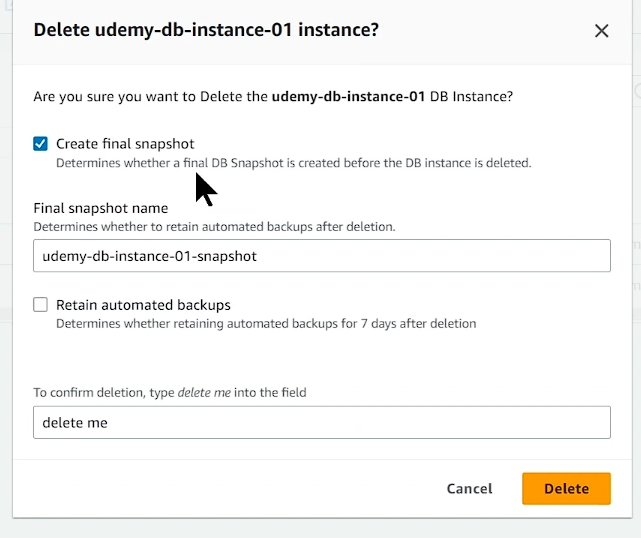 Delete udemy-db-instance-01 instance?
Are you sure you want to Delete the udemy-db-instance-01 DB Instance?
Create final snapshot
Determines whether a final DB Snapshot is created before the DB instance is deleted.
Final snapshot name
Determines whether to retain automated backups after deletion.
udemy-db-instance-01-snapshot
Retain automated backups
Determines whether retaining automated backups for 7 days after deletion
To confirm deletion, type delete me into the field
delete me
Cancel Delete